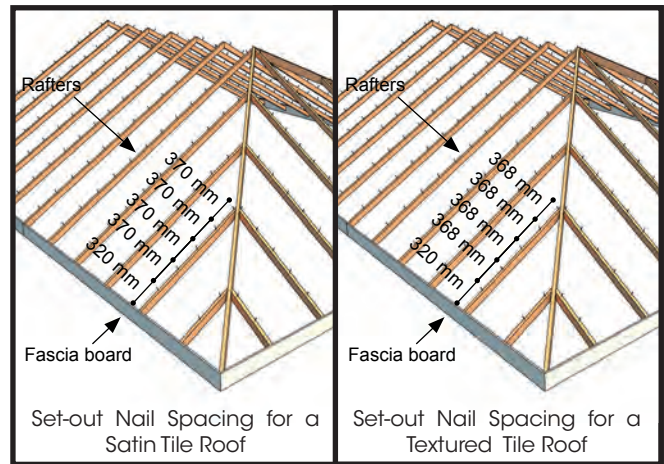 Rafters
370 mm
370 mm
370 mm
370 mm
320 mm
Fascia board
Set-out Nail Spacing for a
Satin Tile Roof
Rafters
368 mm
368 mm
368 mm
368 mm
320 mm
Fascia board
Set-out Nail Spacing for a
Textured Tile Roof